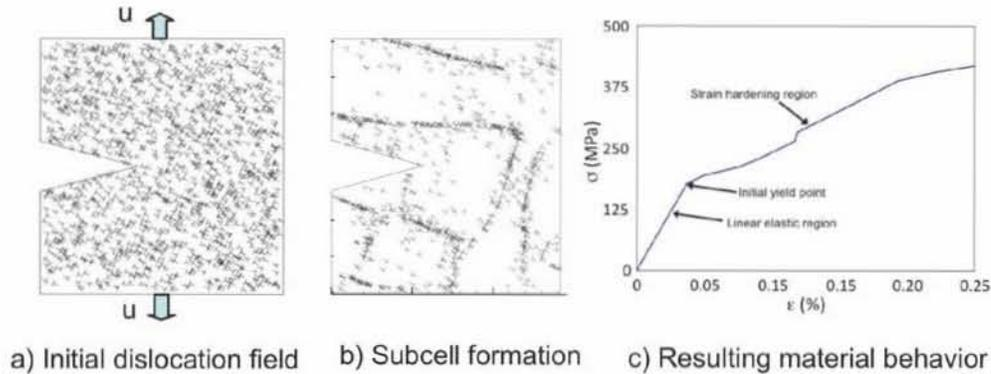 u
u
a) Initial dislocation field
b) Subcell formation
500
375
250
125
0
σ (MPa)
Strain hardening region
Initial yield point
Linear elastic region
0 0.05 0.15 0.15 0.20 0.25
ε (%)
c) Resulting material behavior